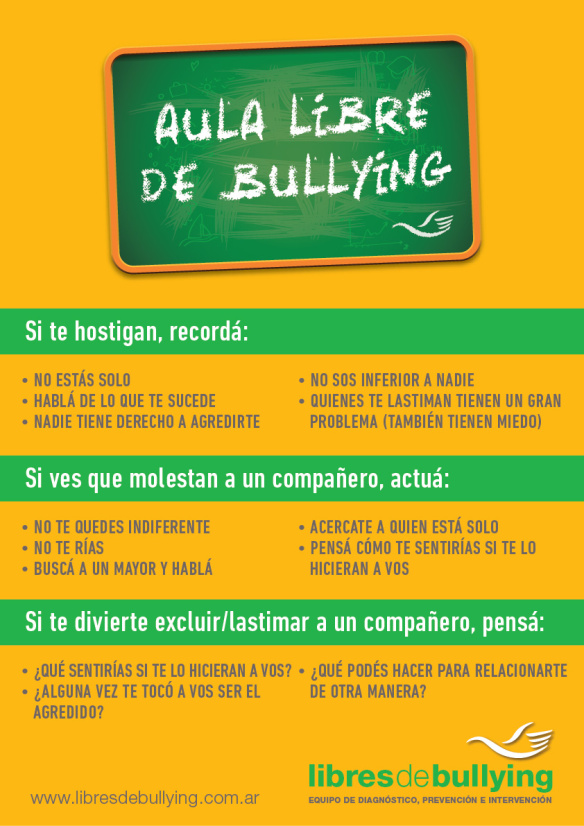 AULA LIBRE
DE BULLYING
Si te hostigan, recordá:
• NO ESTÁS SOLO
• HABLÁ DE LO QUE TE SUCEDE
• NADIE TIENE DERECHO A AGREDIRTE
• NO SOS INFERIOR A NADIE
• QUIENES TE LASTIMAN TIENEN UN GRAN
PROBLEMA (TAMBIÉN TIENEN MIEDO)
Si ves que molestan a un compañero, actuá:
• NO TE QUEDES INDIFERENTE
• NO TE RÍAS
• BUSCÁ A UN MAYOR Y HABLÁ
• ACERCATE A QUIEN ESTÁ SOLO
• PENSÁ CÓMO TE SENTIRÍAS SI TE LO
HICIERAN A VOS
Si te divierte excluir/lastimar a un compañero, pensá:
• ¿QUÉ SENTIRÍAS SI TE LO HICIERAN A VOS?
• ¿ALGUNA VEZ TE TOCÓ A VOS SER EL
AGREDIDO?
• ¿QUÉ PODÉS HACER PARA RELACIONARTE
DE OTRA MANERA?
www.libresdebullying.com.ar
libresdebullying
EQUIPO DE DIAGNÓSTICO, PREVENCIÓN E INTERVENCIÓN